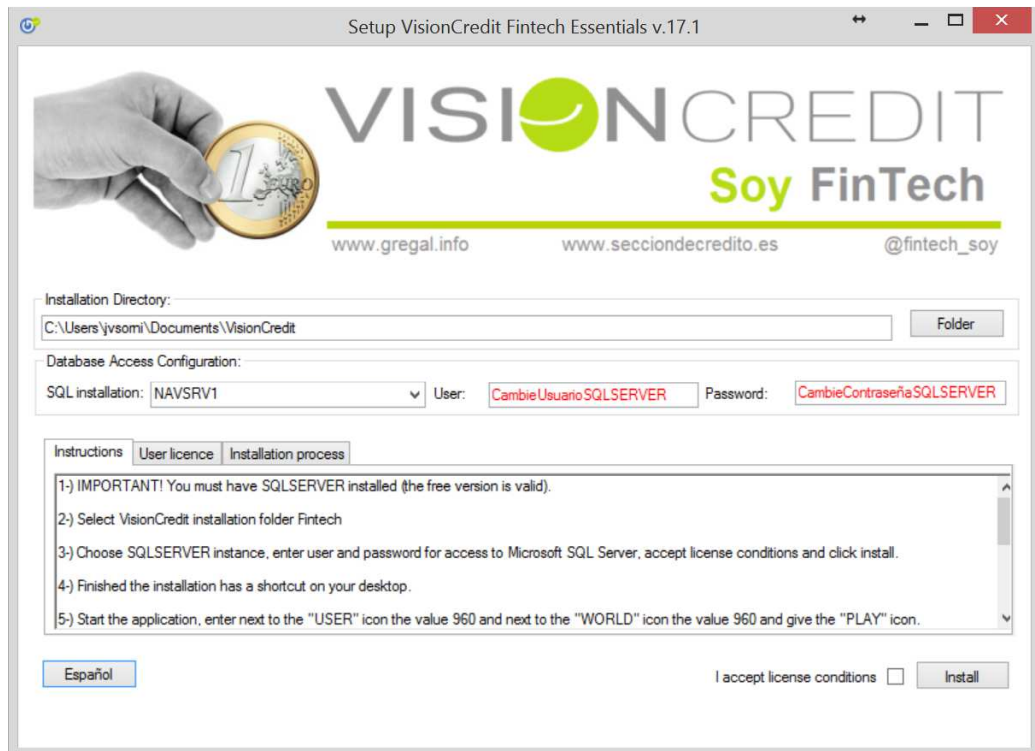 Setup VisionCredit Fintech Essentials v.17.1
VISIONCREDIT
Soy FinTech
1 EURO
www.gregal.info www.secciondecredito.es @fintech_soy
Installation Directory:
C:\Users\jvsomi\Documents\VisionCredit Folder
Database Access Configuration:
SQL installation: NAVSRV1 User: CambieUsuarioSQLSERVER Password: CambieContraseñaSQLSERVER
Instructions User licence Installation process
1-) IMPORTANT! You must have SQLSERVER installed (the free version is valid).
2-) Select VisionCredit installation folder Fintech
3-) Choose SQLSERVER instance, enter user and password for access to Microsoft SQL Server, accept license conditions and click install.
4-) Finished the installation has a shortcut on your desktop.
5-) Start the application, enter next to the "USER" icon the value 960 and next to the "WORLD" icon the value 960 and give the "PLAY" icon.
Español I accept license conditions Install